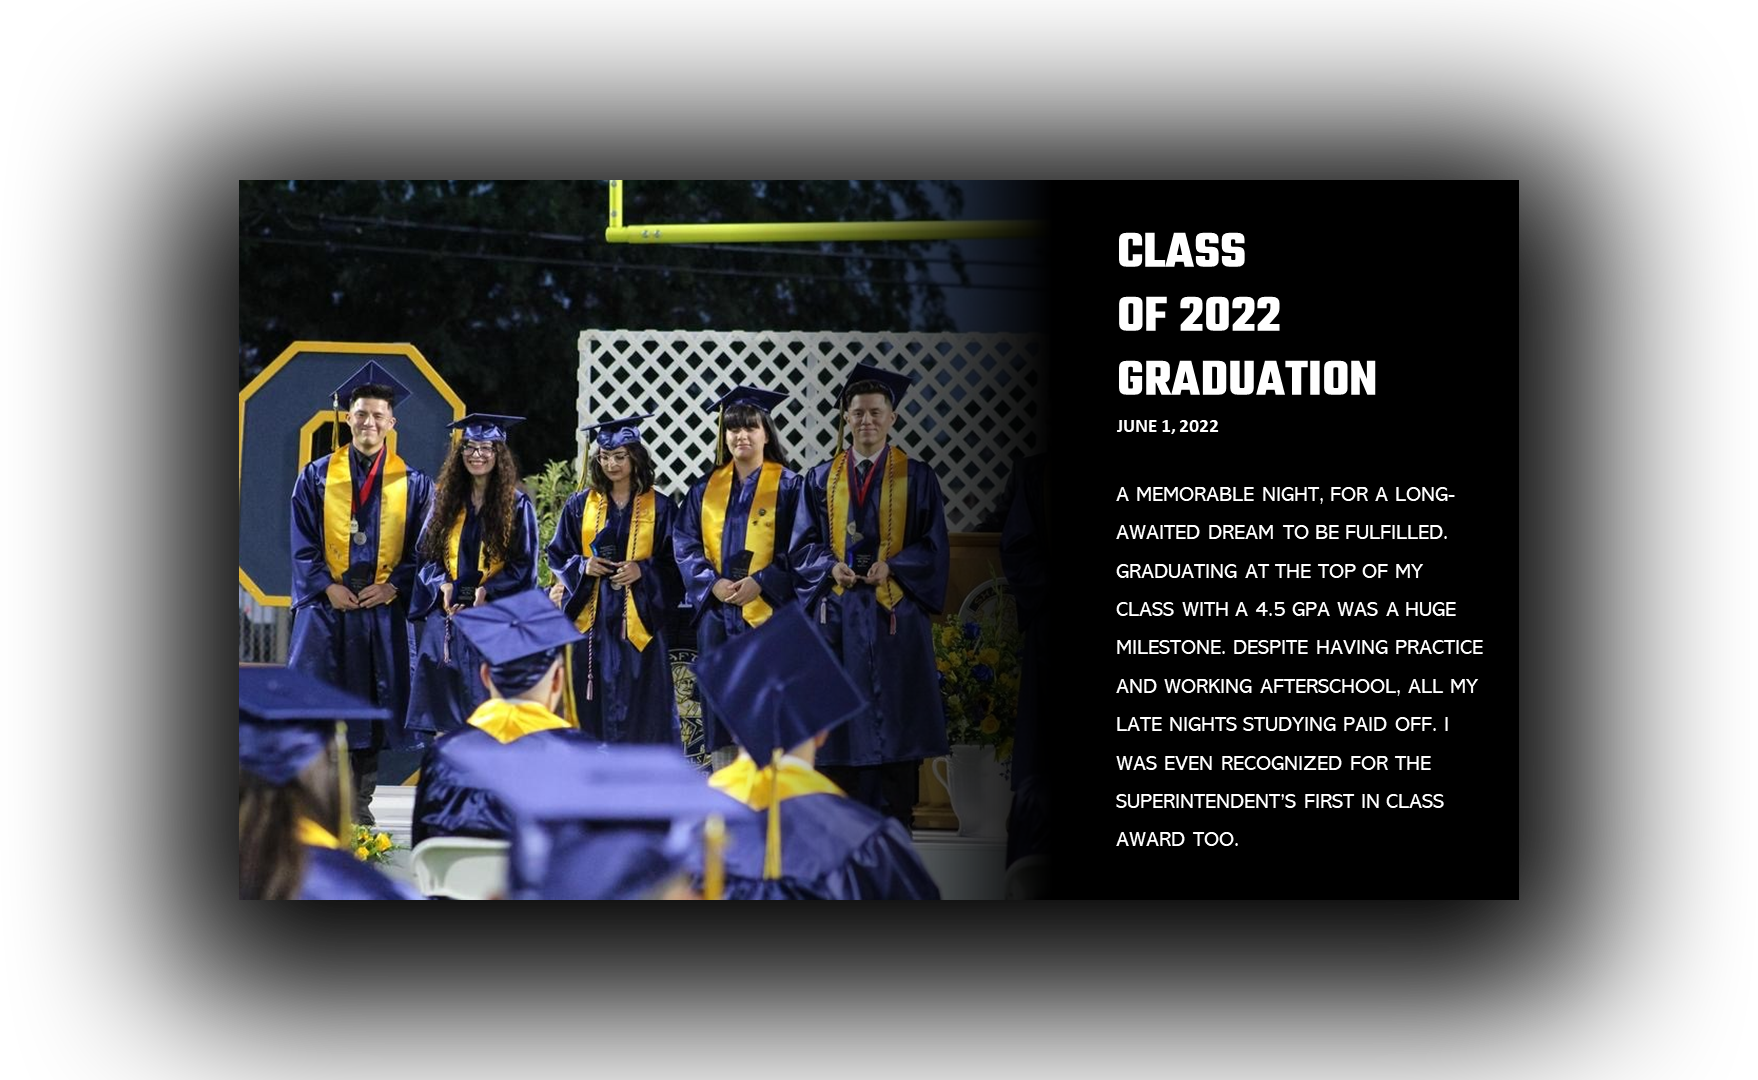 CLASS
OF 2022
GRADUATION
JUNE 1, 2022
A MEMORABLE NIGHT, FOR A LONG-
AWAITED DREAM TO BE FULFILLED.
GRADUATING AT THE TOP OF MY
CLASS WITH A 4.5 GPA WAS A HUGE
MILESTONE. DESPITE HAVING PRACTICE
AND WORKING AFTERSCHOOL, ALL MY
LATE NIGHTS STUDYING PAID OFF. I
WAS EVEN RECOGNIZED FOR THE
SUPERINTENDENT’S FIRST IN CLASS
AWARD TOO.